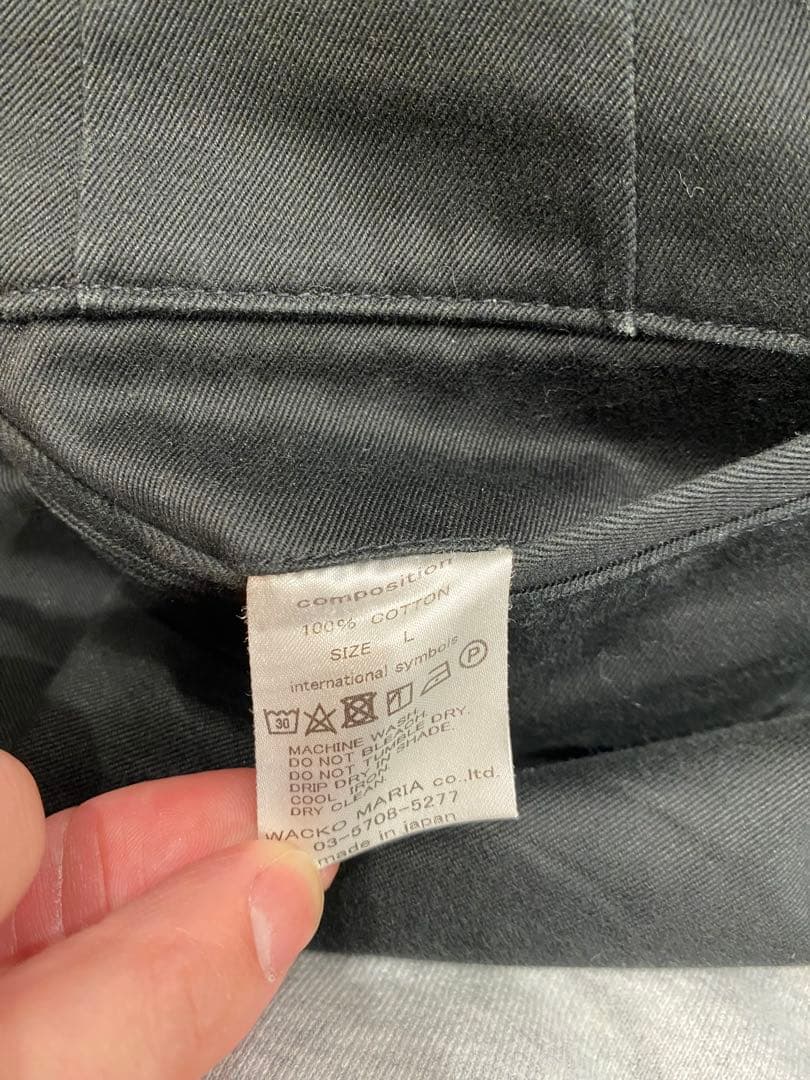 composition
100% COTTON
SIZE L
international symbols
30 P
MACHINE WASH.
DO NOT BLEACH.
DO NOT TUMBLE DRY.
DRIP DRY IN SHADE.
COOL IRON
DRY CLEAN
WACKO MARIA co.,ltd.
03-5708-5277
made in japan